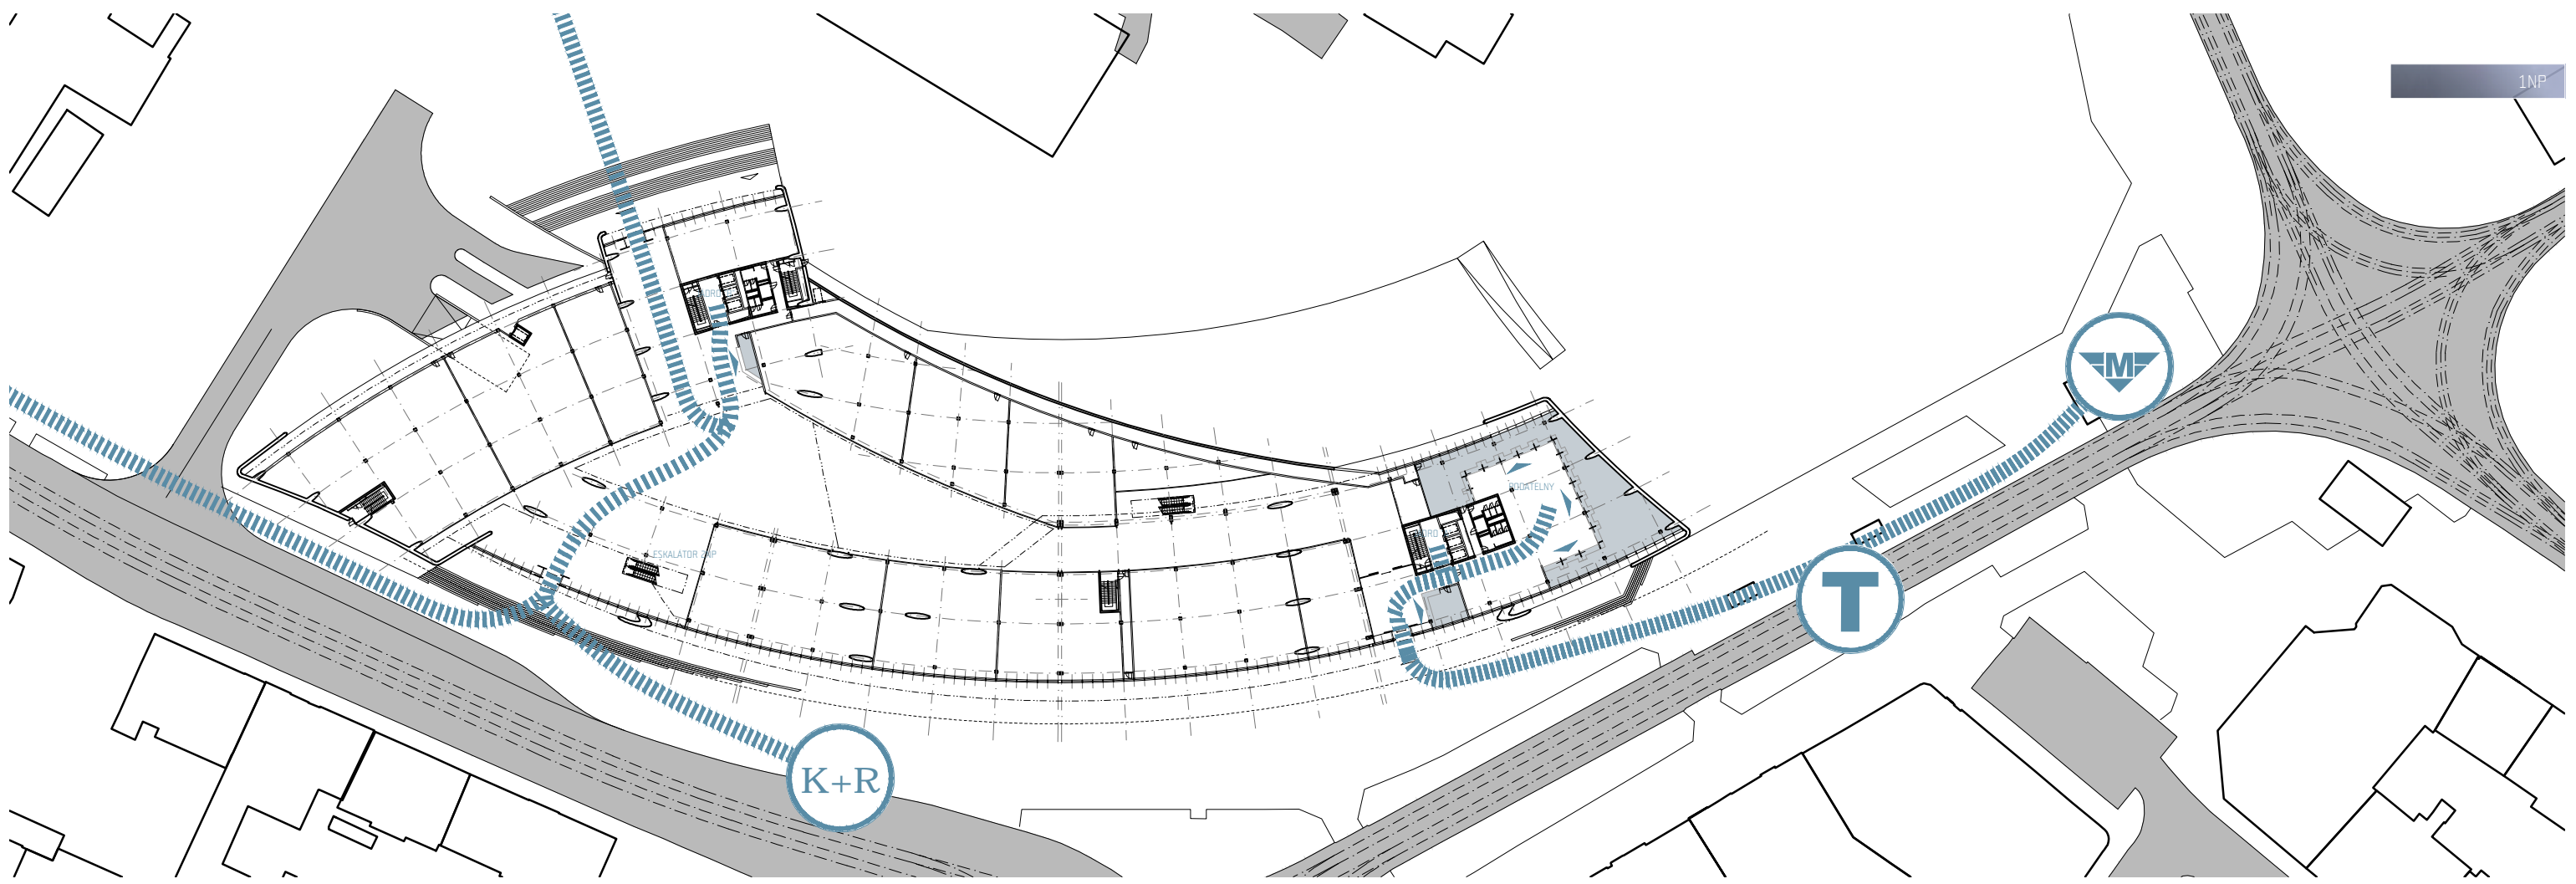 1NP
M
PODATELNY
ESKALÁTOR 2NP
T
K+R